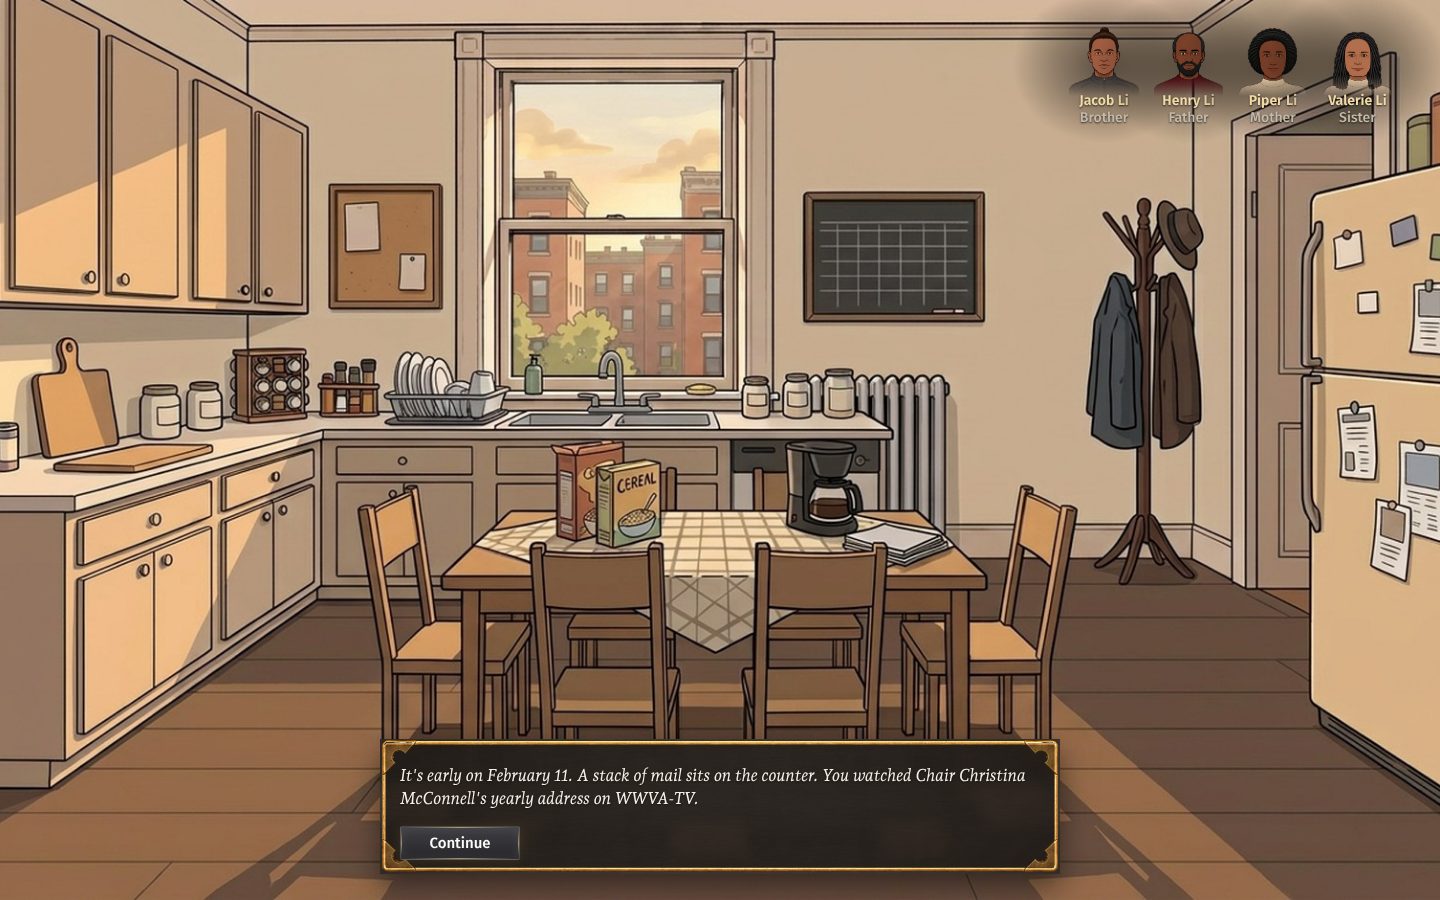 Jacob Li
Brother
Henry Li
Father
Piper Li
Mother
Valerie Li
Sister
CEREAL
It's early on February 11. A stack of mail sits on the counter. You watched Chair Christina
McConnell's yearly address on WWVA-TV.
Continue